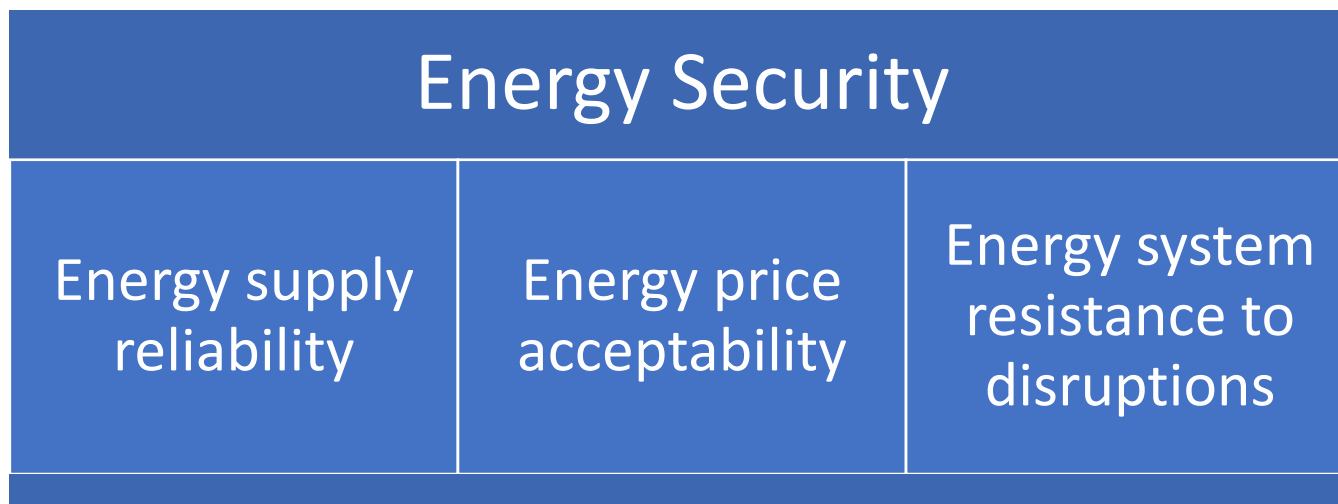 Energy Security
Energy supply
reliability
Energy price
acceptability
Energy system
resistance to
disruptions